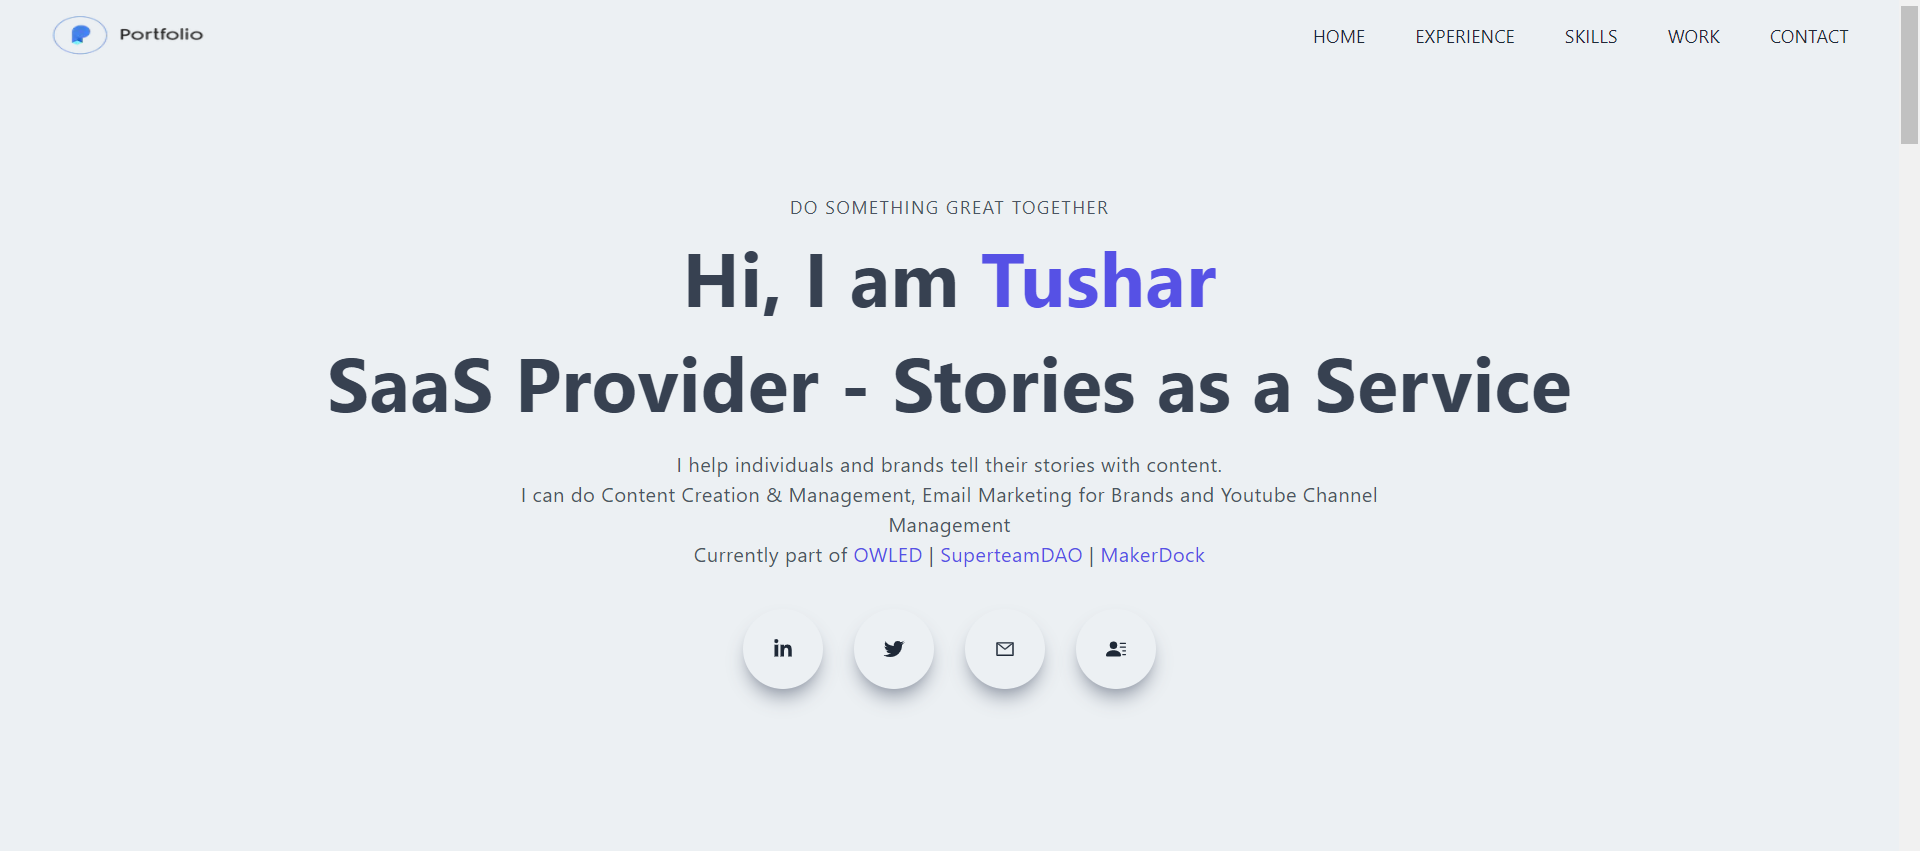 Portfolio
HOME EXPERIENCE SKILLS WORK CONTACT
DO SOMETHING GREAT TOGETHER
Hi, I am Tushar
SaaS Provider - Stories as a Service
I help individuals and brands tell their stories with content.
I can do Content Creation & Management, Email Marketing for Brands and Youtube Channel
Management
Currently part of OWLED | SuperteamDAO | MakerDock